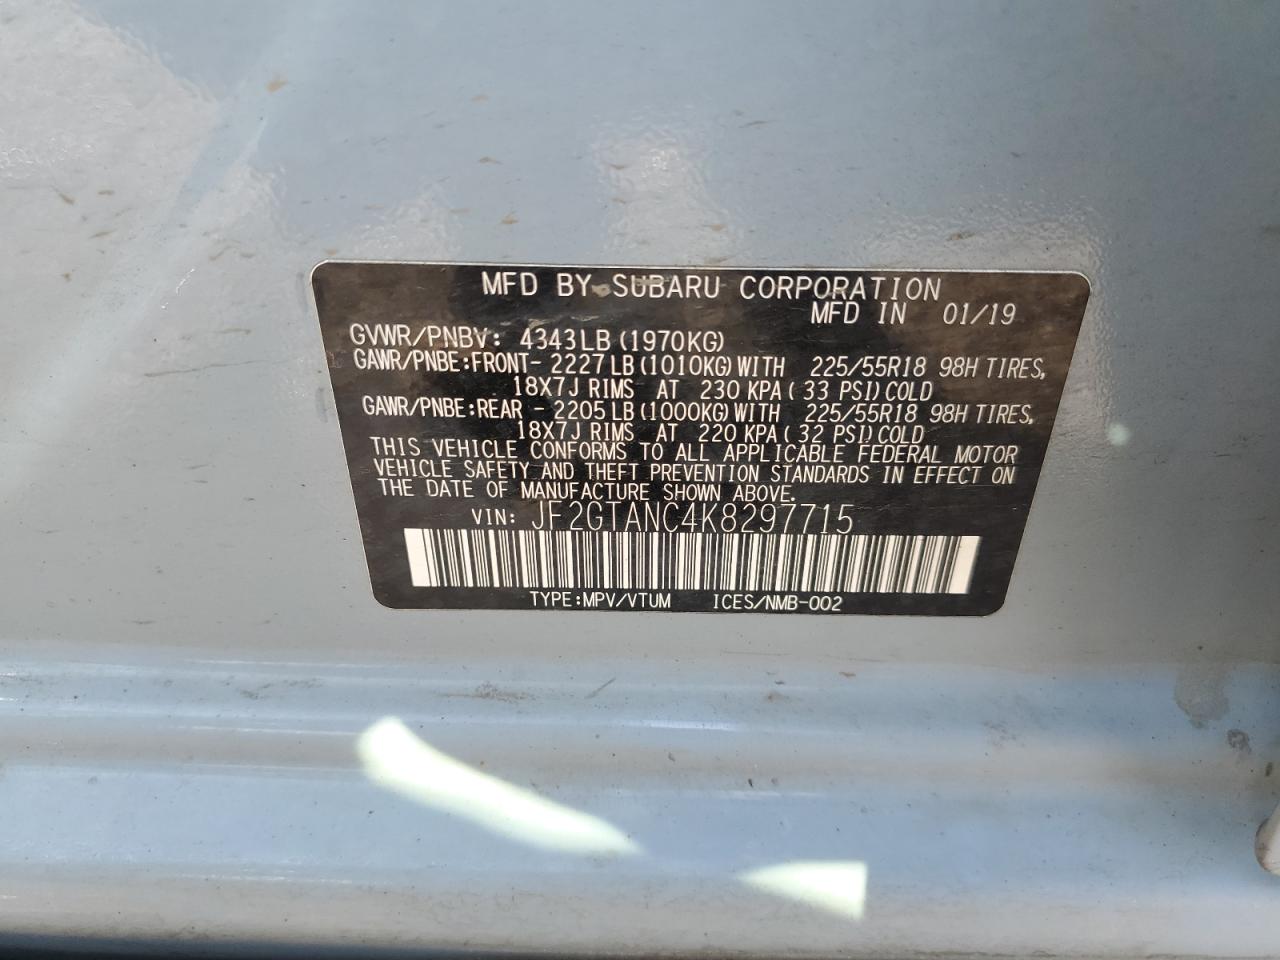 MFD BY SUBARU CORPORATION
MFD IN 01/19
GVWR/PNBV: 4343LB (1970KG)
GAWR/PNBE:FRONT- 2227 LB (1010KG) WITH 225/55R18 98H TIRES,
18X7J RIMS AT 230 KPA ( 33 PSI) COLD
GAWR/PNBE:REAR - 2205 LB (1000KG) WITH 225/55R18 98H TIRES,
18X7J RIMS AT 220 KPA ( 32 PSI) COLD
THIS VEHICLE CONFORMS TO ALL APPLICABLE FEDERAL MOTOR
VEHICLE SAFETY AND THEFT PREVENTION STANDARDS IN EFFECT ON
THE DATE OF MANUFACTURE SHOWN ABOVE.
VIN: JF2GTANC4K8297715
TYPE:MPV/VTUM ICES/NMB-002